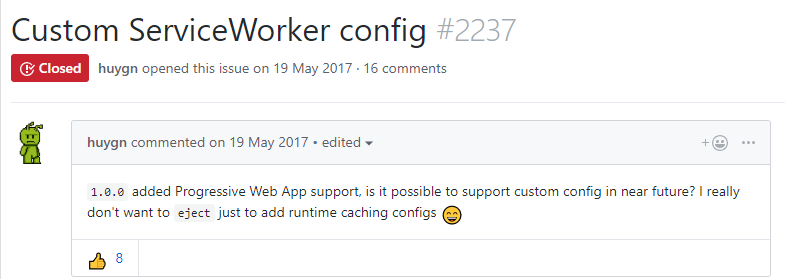 Custom ServiceWorker config #2237
Closed huygn opened this issue on 19 May 2017 · 16 comments
huygn commented on 19 May 2017 • edited
1.0.0 added Progressive Web App support, is it possible to support custom config in near future? I really
don't want to eject just to add runtime caching configs 😄
👍 8